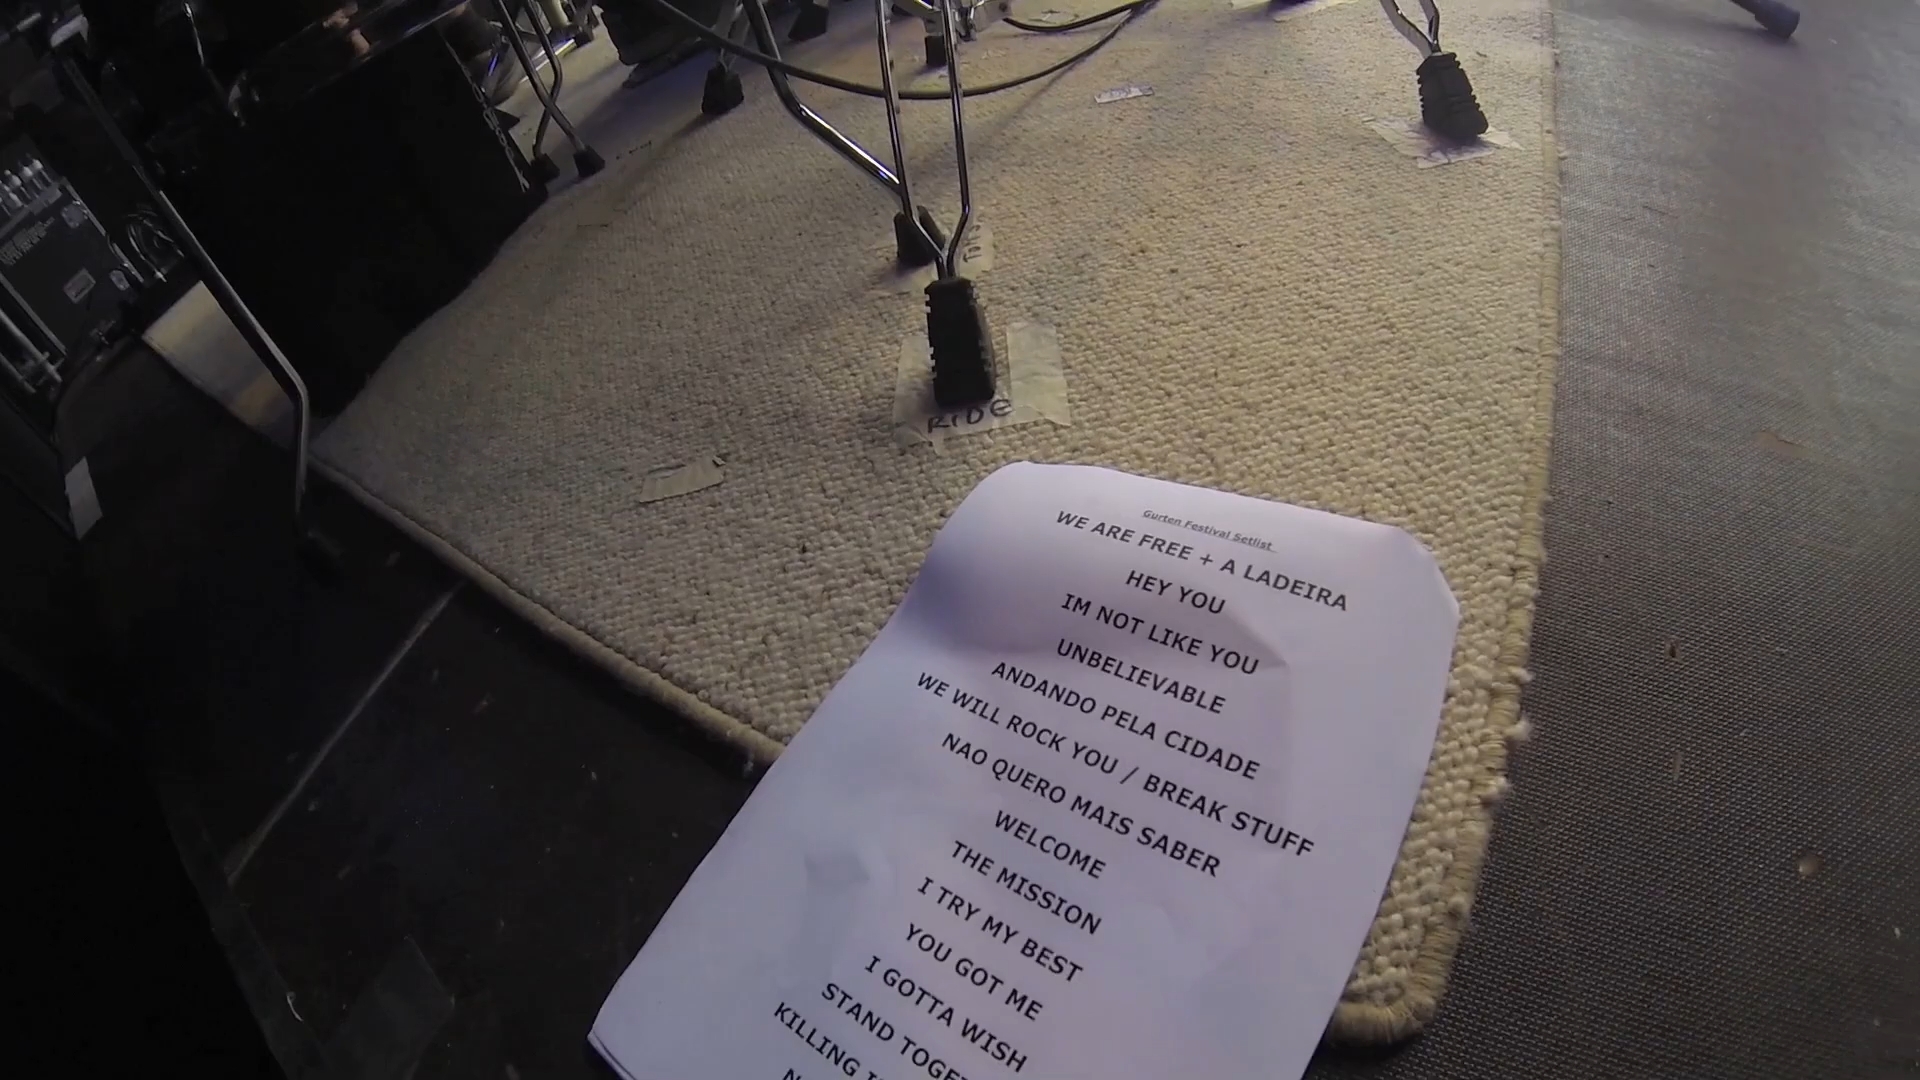 RIDE
Gurten Festival Setlist
WE ARE FREE + A LADEIRA
HEY YOU
IM NOT LIKE YOU
UNBELIEVABLE
ANDANDO PELA CIDADE
WE WILL ROCK YOU / BREAK STUFF
NAO QUERO MAIS SABER
WELCOME
THE MISSION
I TRY MY BEST
YOU GOT ME
I GOTTA WISH
STAND
KILLING